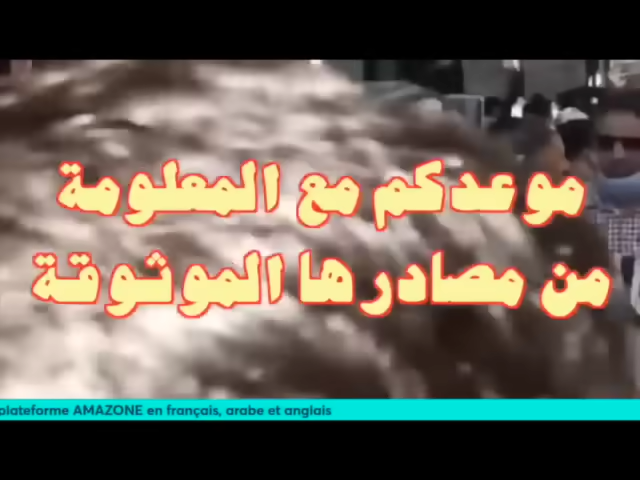 موعدكم مع المعلومة
من مصادرها الموثوقة
plateforme AMAZONE en français, arabe et anglais